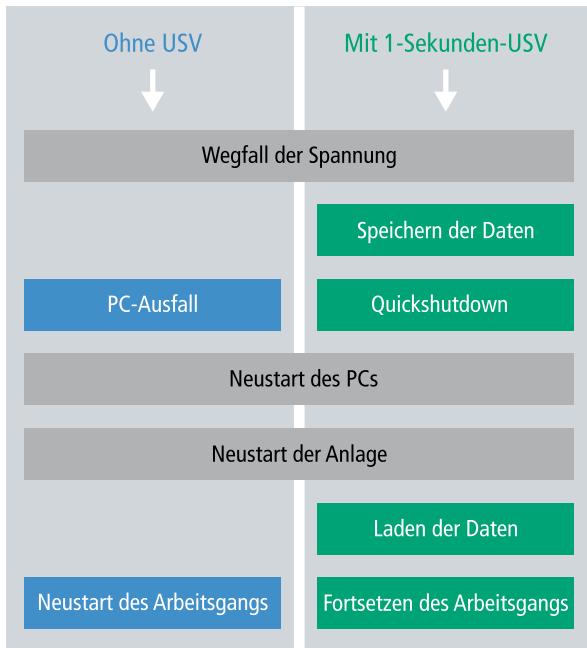 Ohne USV
Mit 1-Sekunden-USV
Wegfall der Spannung
Speichern der Daten
PC-Ausfall
Quickshutdown
Neustart des PCs
Neustart der Anlage
Laden der Daten
Neustart des Arbeitsgangs
Fortsetzen des Arbeitsgangs